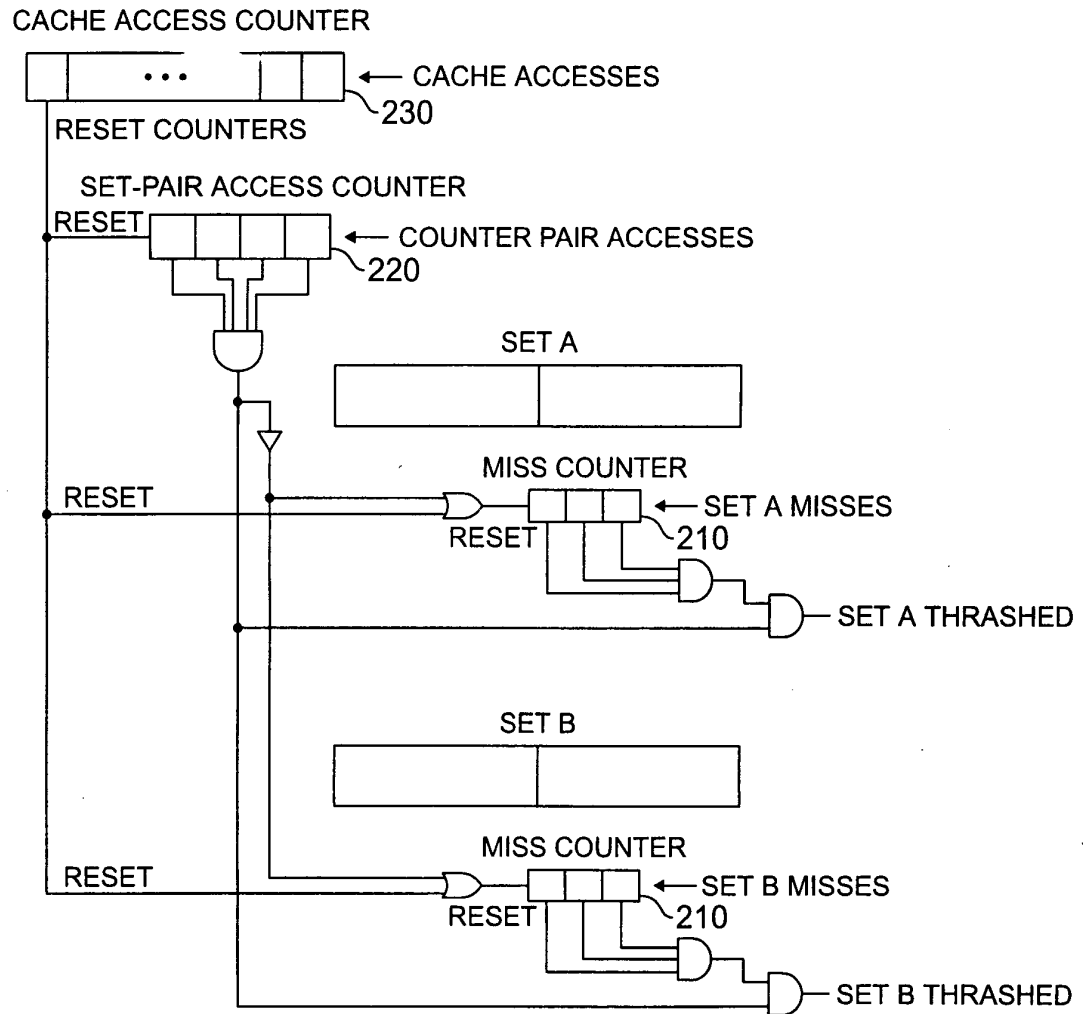 CACHE ACCESS COUNTER
••• ← CACHE ACCESSES
230
RESET COUNTERS
SET-PAIR ACCESS COUNTER
RESET
COUNTER PAIR ACCESSES
220
SET A
MISS COUNTER
RESET
SET A MISSES
RESET
210
SET A THRASHED
SET B
MISS COUNTER
RESET
SET B MISSES
RESET
210
SET B THRASHED